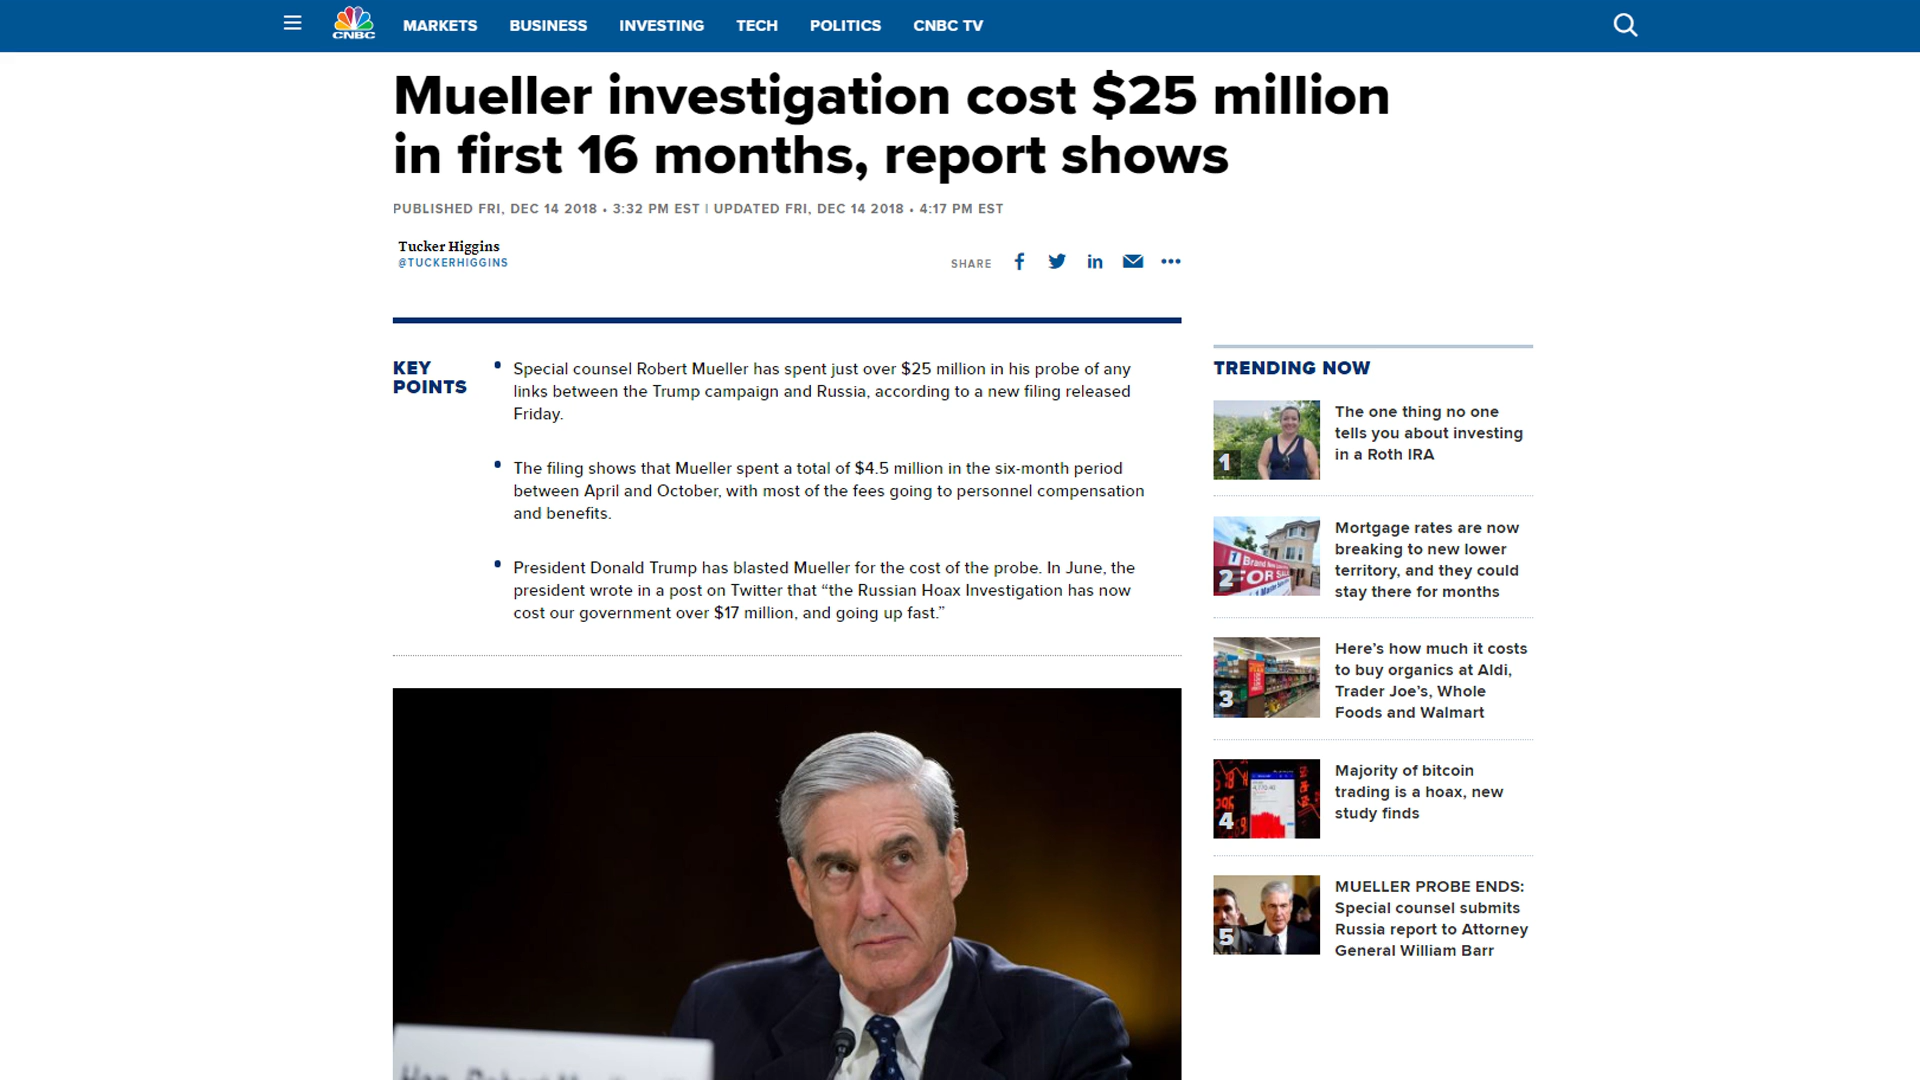 CNBC
MARKETS
BUSINESS
INVESTING
TECH
POLITICS
CNBC TV
Mueller investigation cost $25 million
in first 16 months, report shows
PUBLISHED FRI, DEC 14 2018 • 3:32 PM EST | UPDATED FRI, DEC 14 2018 • 4:17 PM EST
Tucker Higgins
@TUCKERHIGGINS
SHARE
KEY
POINTS
• Special counsel Robert Mueller has spent just over $25 million in his probe of any
links between the Trump campaign and Russia, according to a new filing released
Friday.
• The filing shows that Mueller spent a total of $4.5 million in the six-month period
between April and October, with most of the fees going to personnel compensation
and benefits.
• President Donald Trump has blasted Mueller for the cost of the probe. In June, the
president wrote in a post on Twitter that “the Russian Hoax Investigation has now
cost our government over $17 million, and going up fast.”
TRENDING NOW
1
The one thing no one
tells you about investing
in a Roth IRA
2
FOR SALE
Mortgage rates are now
breaking to new lower
territory, and they could
stay there for months
3
Here’s how much it costs
to buy organics at Aldi,
Trader Joe’s, Whole
Foods and Walmart
4
Majority of bitcoin
trading is a hoax, new
study finds
5
MUELLER PROBE ENDS:
Special counsel submits
Russia report to Attorney
General William Barr
Hon. Robert